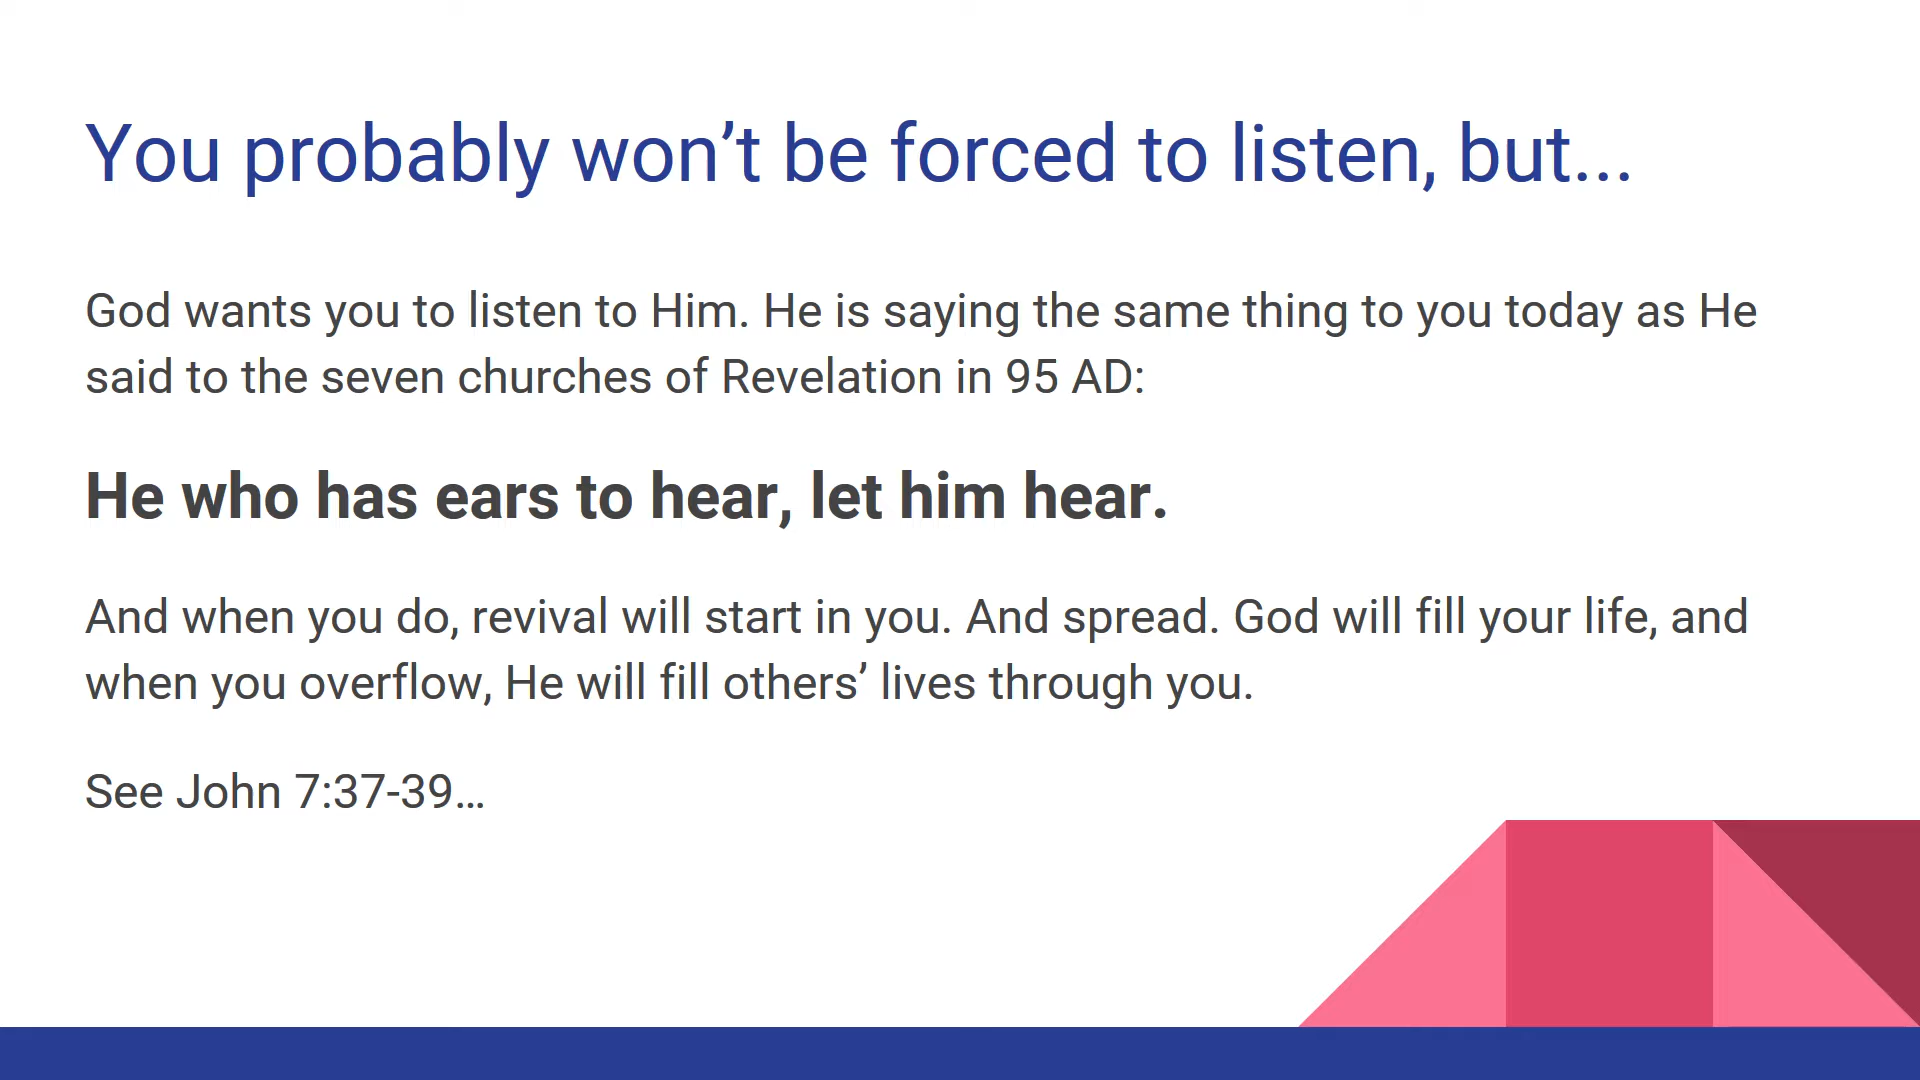 You probably won’t be forced to listen, but...
God wants you to listen to Him. He is saying the same thing to you today as He
said to the seven churches of Revelation in 95 AD:
He who has ears to hear, let him hear.
And when you do, revival will start in you. And spread. God will fill your life, and
when you overflow, He will fill others’ lives through you.
See John 7:37-39…